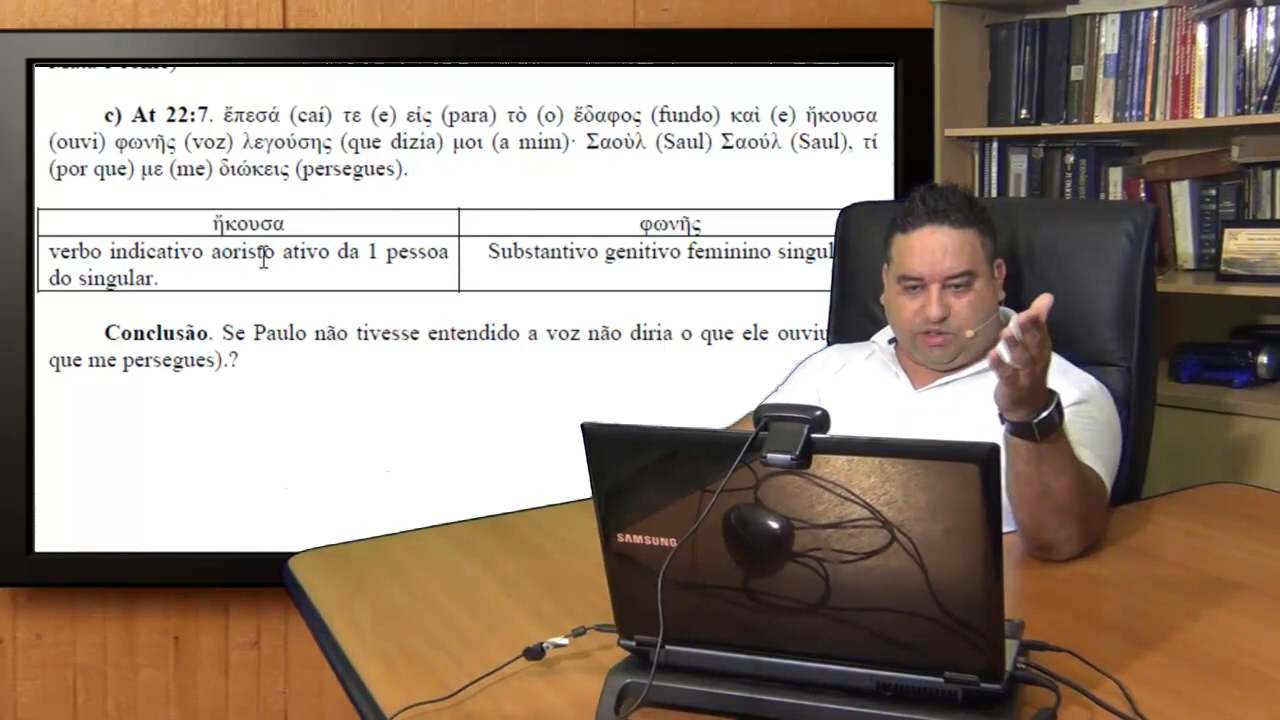 c) At 22:7. ἔπεσά (caí) τε (e) εἰς (para) τὸ (o) ἔδαφος (fundo) καὶ (e) ἤκουσα
(ouvi) φωνῆς (voz) λεγούσης (que dizia) μοι (a mim)· Σαοὺλ (Saul) Σαούλ (Saul), τί
(por que) με (me) διώκεις (persegues).
ἤκουσα
φωνῆς
verbo indicativo aoristo ativo da 1 pessoa
do singular.
Substantivo genitivo feminino
Conclusão. Se Paulo não tivesse entendido a voz não diria o que ele
que me persegues).?
SAMSUNG